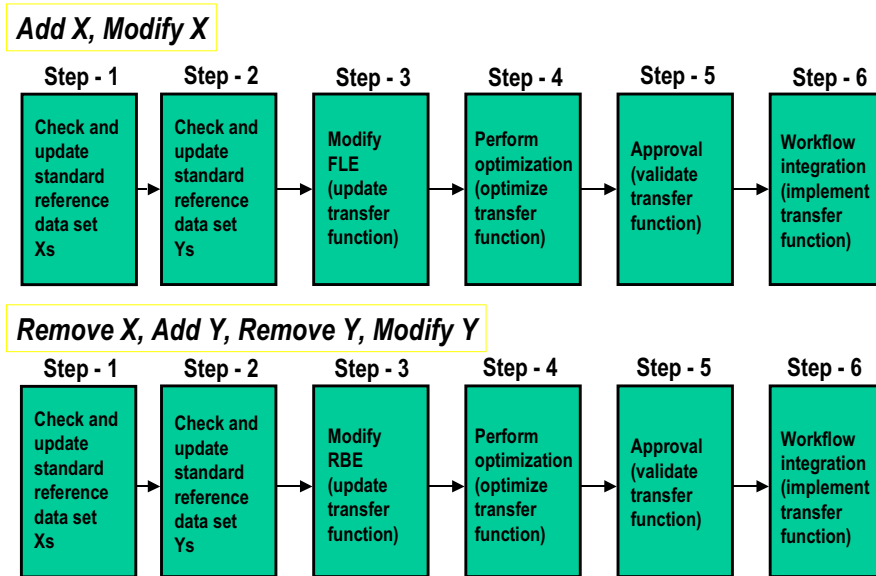 Add X, Modify X
Step - 1
Step - 2
Step - 3
Step - 4
Step - 5
Step - 6
Check and
update
standard
reference
data set
Xs
Check and
update
standard
reference
data set
Ys
Modify
FLE
(update
transfer
function)
Perform
optimization
(optimize
transfer
function)
Approval
(validate
transfer
function)
Workflow
integration
(implement
transfer
function)
Remove X, Add Y, Remove Y, Modify Y
Step - 1
Step - 2
Step - 3
Step - 4
Step - 5
Step - 6
Check and
update
standard
reference
data set
Xs
Check and
update
standard
reference
data set
Ys
Modify
RBE
(update
transfer
function)
Perform
optimization
(optimize
transfer
function)
Approval
(validate
transfer
function)
Workflow
integration
(implement
transfer
function)